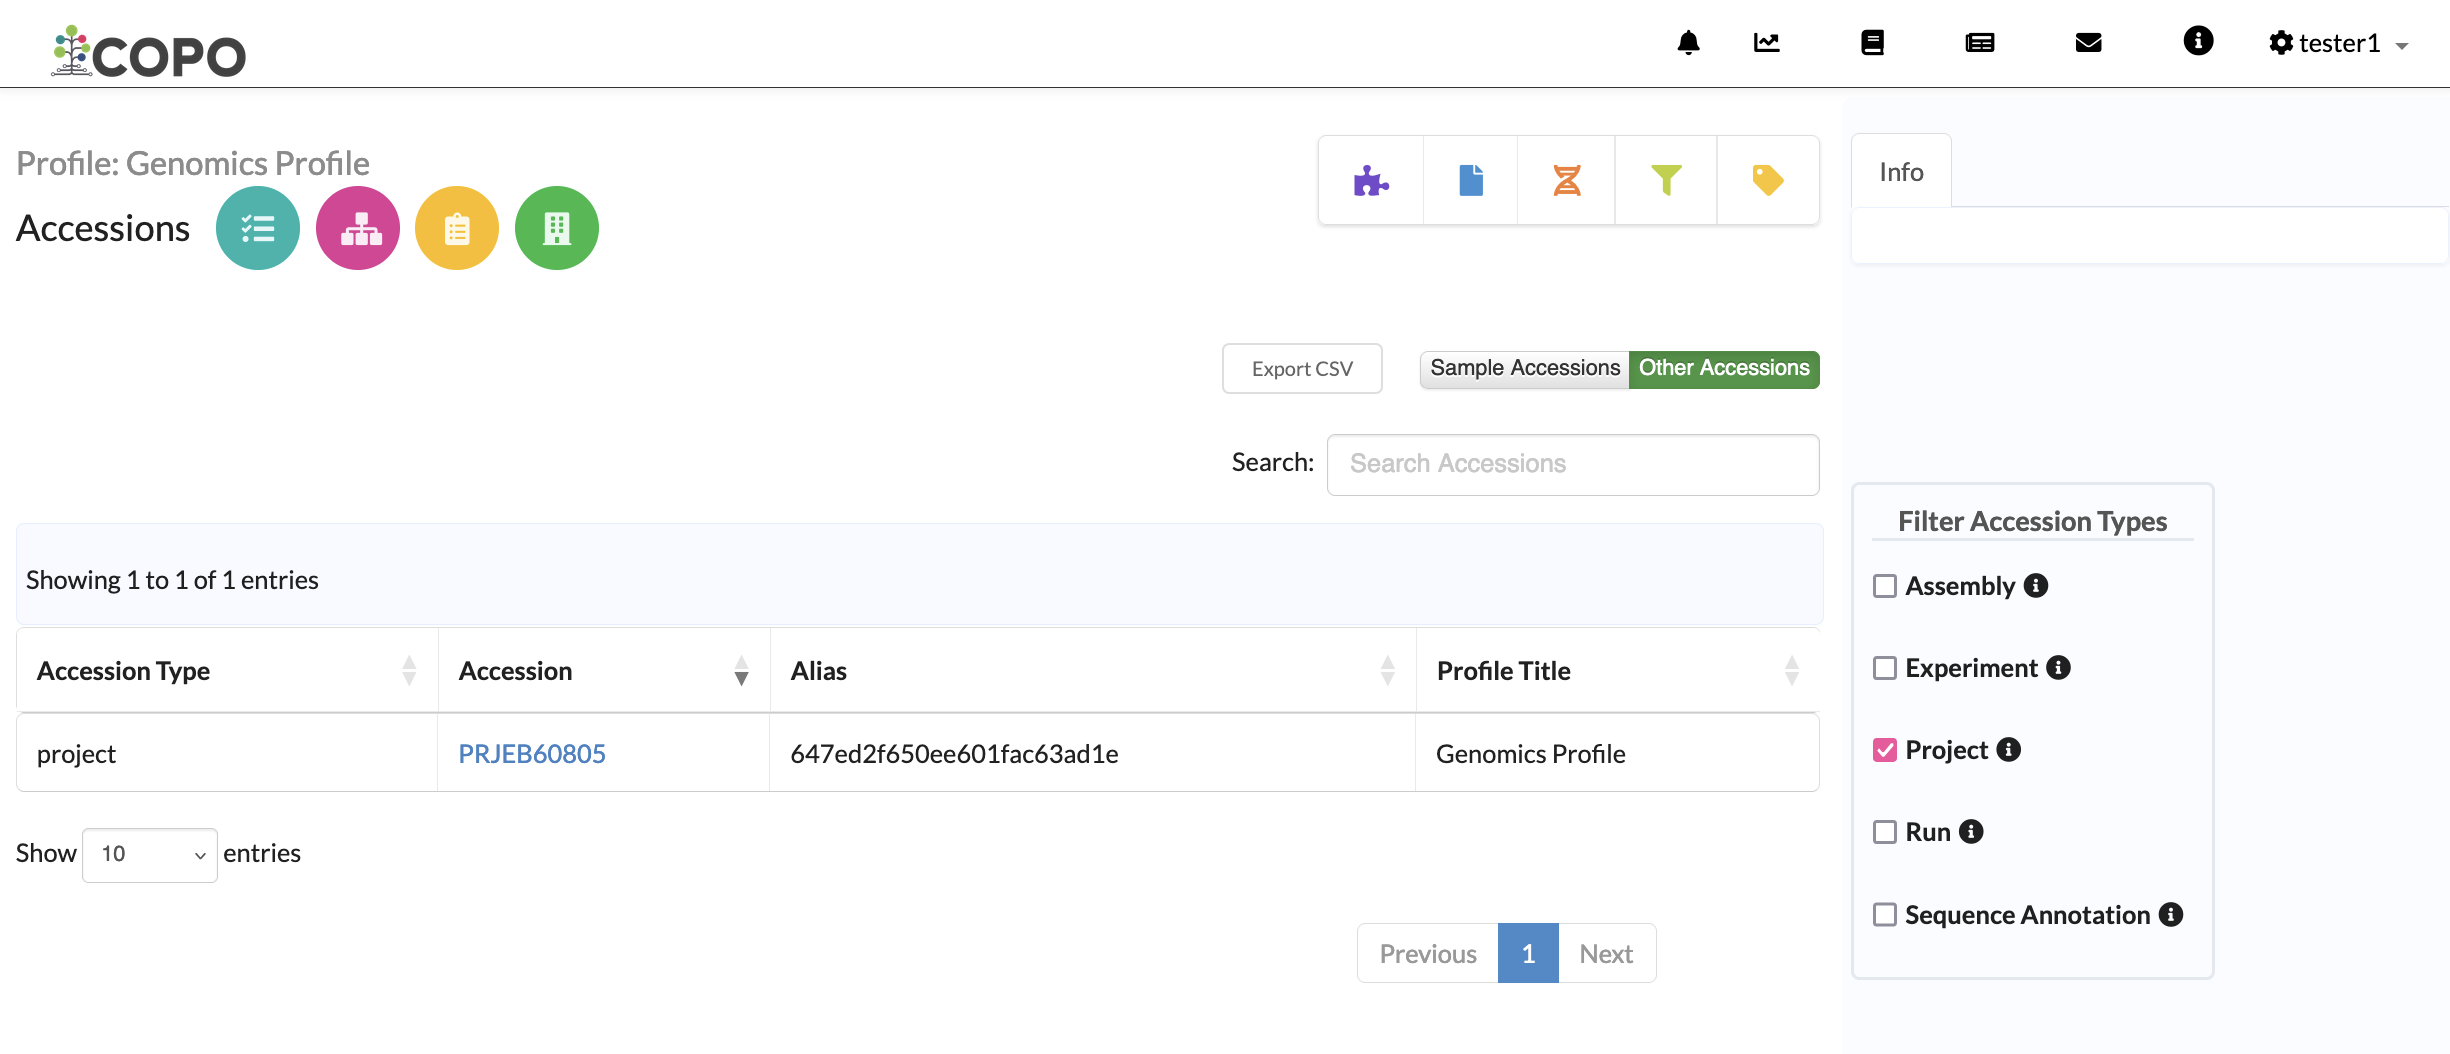 COPO
tester1
Profile: Genomics Profile
Accessions
Info
Export CSV
Sample Accessions Other Accessions
Search: Search Accessions
Filter Accession Types
Assembly
Experiment
Project
Run
Sequence Annotation
Showing 1 to 1 of 1 entries
Accession Type Accession Alias Profile Title
project PRJEB60805 647ed2f650ee601fac63ad1e Genomics Profile
Show 10 entries
Previous 1 Next